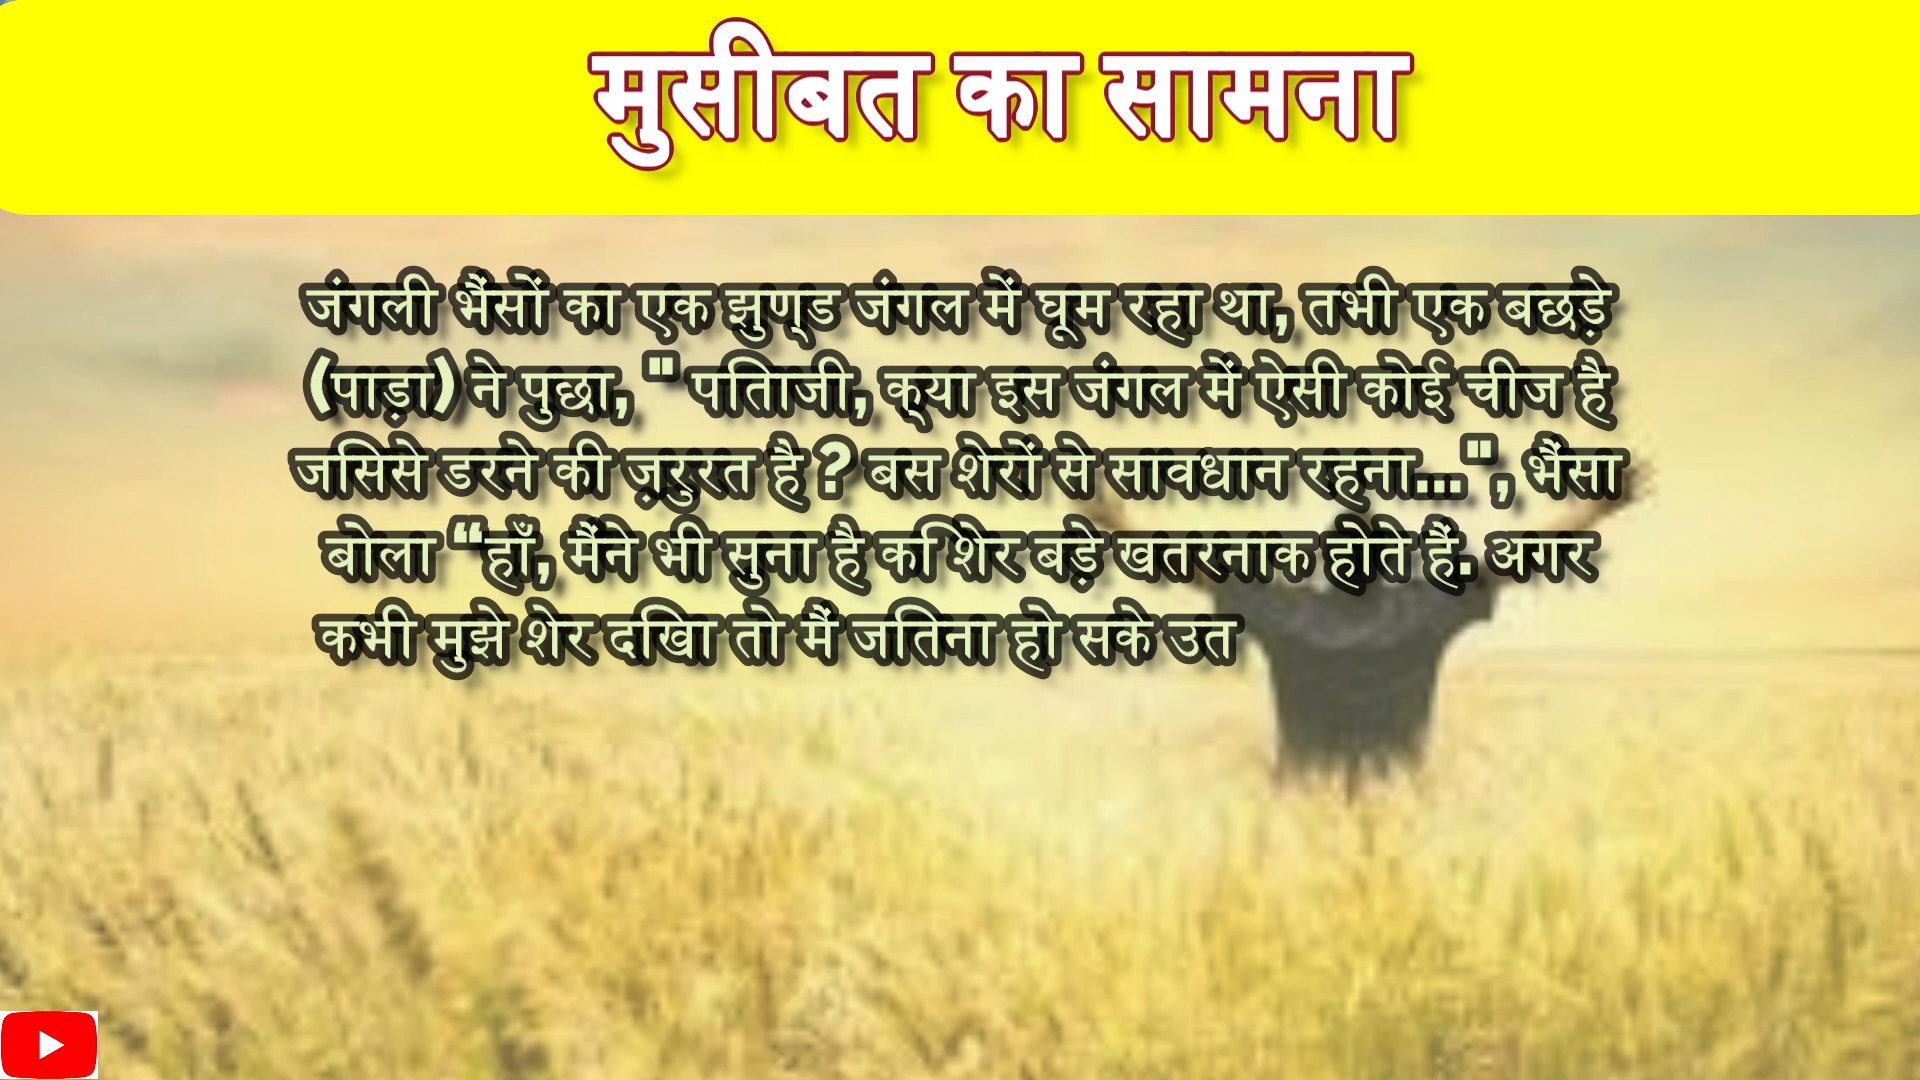 मुसीबत का सामना
जंगली भैंसों का एक झुण्ड जंगल में घूम रहा था, तभी एक बछड़े
(पाड़ा) ने पुछा, " पिताजी, क्या इस जंगल में ऐसी कोई चीज है
जिससे डरने की ज़रुरत है ? बस शेरों से सावधान रहना...", भैंसा
बोला “हाँ, मैंने भी सुना है कि शेर बड़े खतरनाक होते हैं. अगर
कभी मुझे शेर दिखा तो मैं जितना हो सके उत